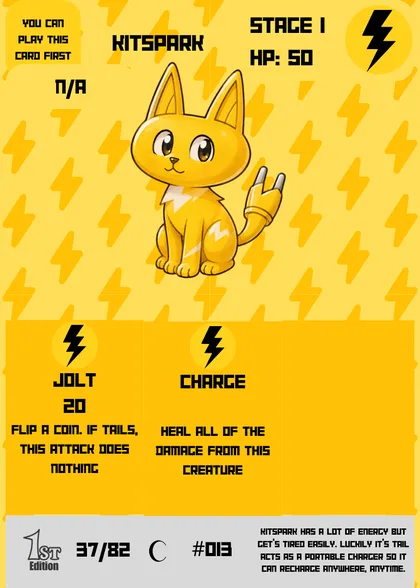 YOU CAN
PLAY THIS
CARD FIRST
N/A
KITSPARK
STAGE 1
HP: 50
JOLT
20
FLIP A COIN. IF TAILS,
THIS ATTACK DOES
NOTHING
CHARGE
HEAL ALL OF THE
DAMAGE FROM THIS
CREATURE
1ST
Edition
37/82
#013
KITSPARK HAS A LOT OF ENERGY BUT
GET'S TIRED EASILY. LUCKILY IT'S TAIL
ACTS AS A PORTABLE CHARGER SO IT
CAN RECHARGE ANYWHERE, ANYTIME.